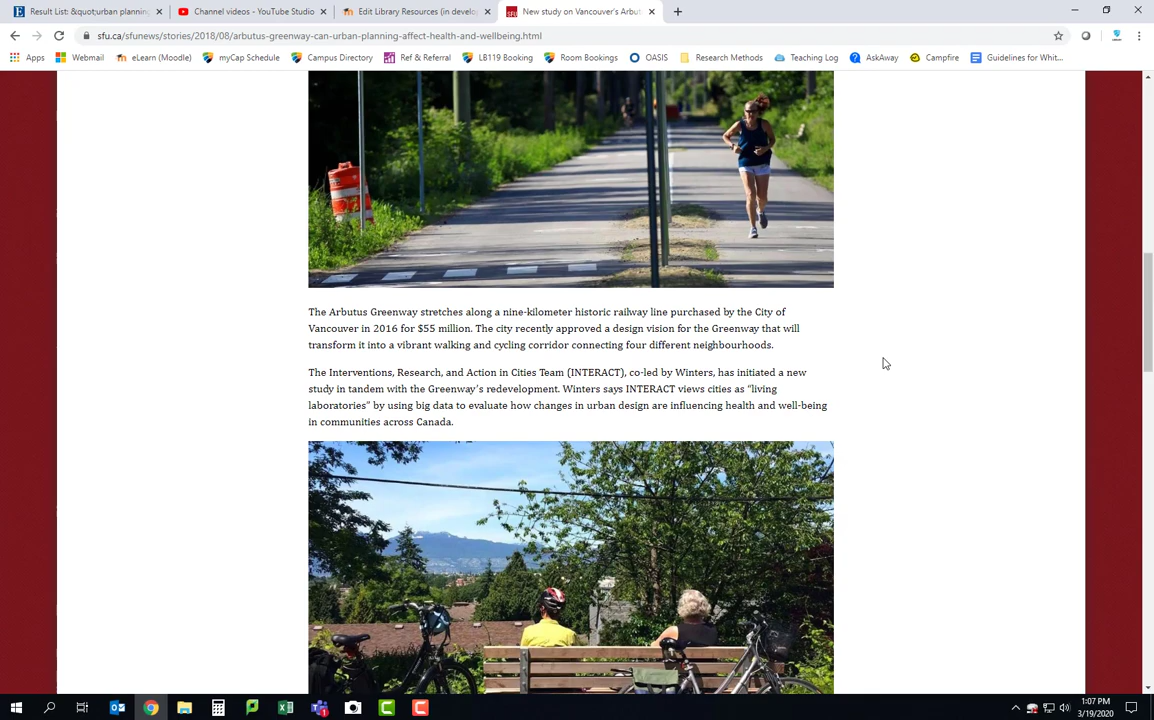 Result List: &quot;urban planning
Channel videos - YouTube Studio
Edit Library Resources (in develop
SFU
New study on Vancouver's Arbut
sfu.ca/sfunews/stories/2018/08/arbutus-greenway-can-urban-planning-affect-health-and-wellbeing.html
Apps Webmail eLearn (Moodle) myCap Schedule Campus Directory Ref & Referral LB119 Booking Room Bookings OASIS Research Methods Teaching Log AskAway Campfire Guidelines for Whit...
The Arbutus Greenway stretches along a nine-kilometer historic railway line purchased by the City of
Vancouver in 2016 for $55 million. The city recently approved a design vision for the Greenway that will
transform it into a vibrant walking and cycling corridor connecting four different neighbourhoods.
The Interventions, Research, and Action in Cities Team (INTERACT), co-led by Winters, has initiated a new
study in tandem with the Greenway's redevelopment. Winters says INTERACT views cities as "living
laboratories" by using big data to evaluate how changes in urban design are influencing health and well-being
in communities across Canada.
1:07 PM
3/19/2020